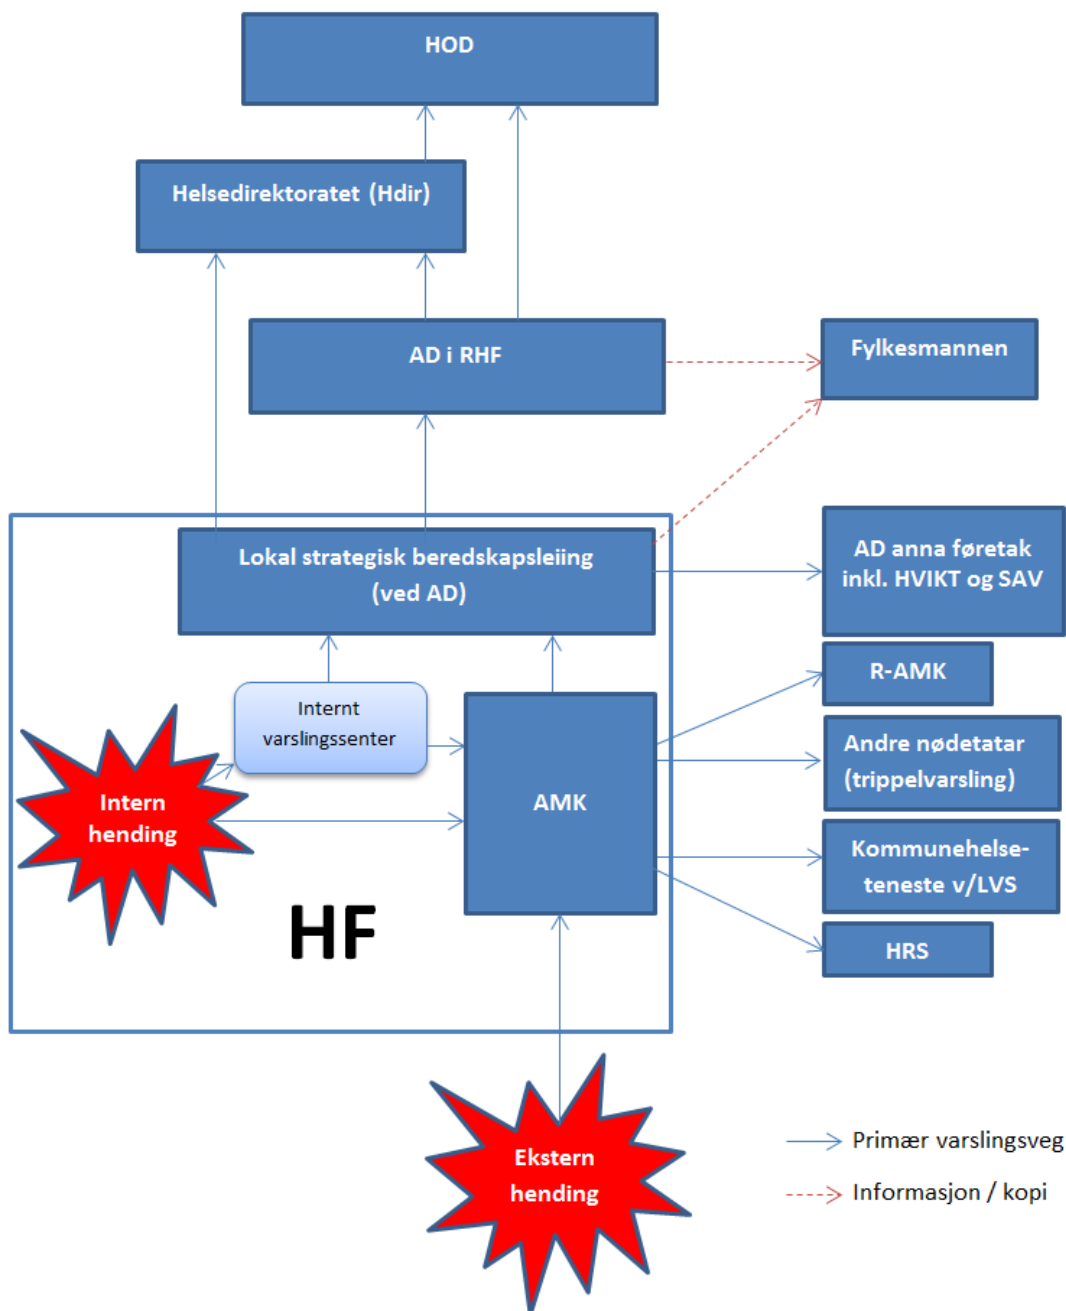 HOD
Helsedirektoratet (Hdir)
AD i RHF
Fylkesmannen
Lokal strategisk beredskapsleiing
(ved AD)
AD anna føretak
inkl. HVIKT og SAV
R-AMK
Internt
varslingssenter
Andre nødetatar
(trippelvarsling)
Intern
hending
AMK
Kommunehelse-
teneste v/LVS
HF
HRS
Ekstern
hending
Primær varslingsveg
Informasjon / kopi